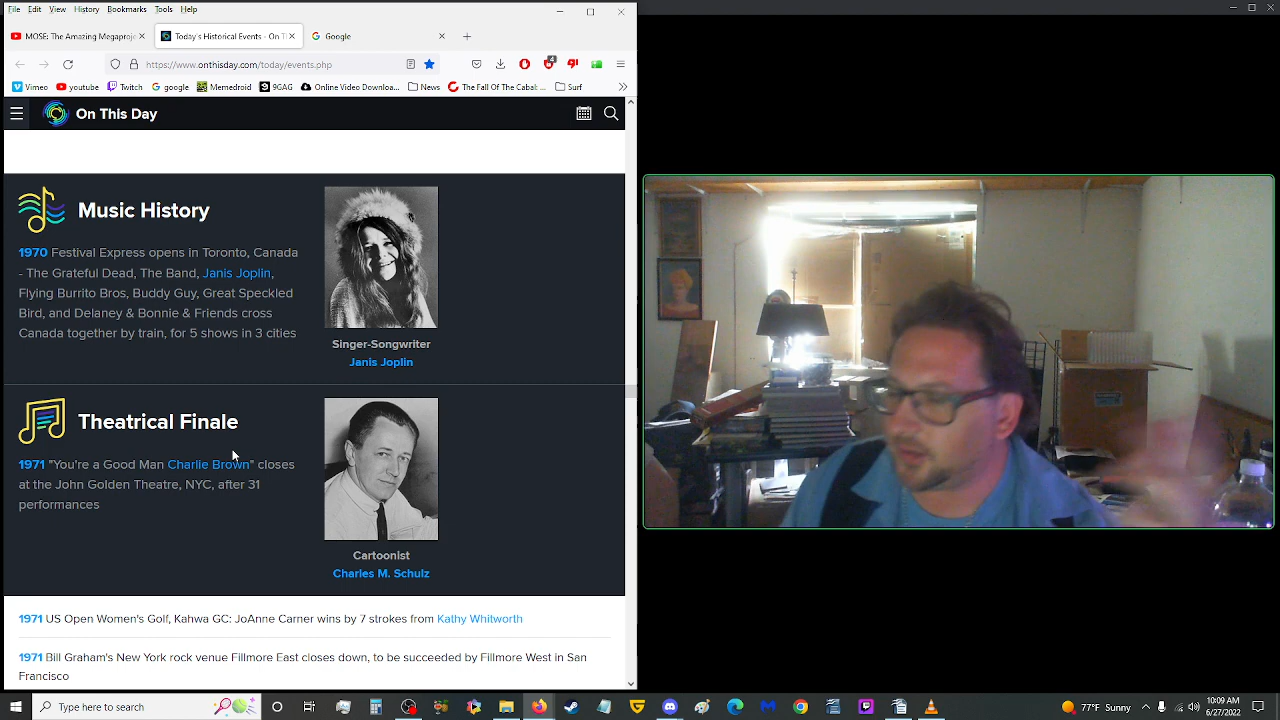 File Edit View History Bookmarks Tools Help
MOSE: The Amazing Megaproje
Today's Historical Events - On Th
Google
https://www.onthisday.com/today/events.php
4
Vimeo youtube Twitch google Memedroid 9GAG Online Video Downloa... News The Fall Of The Cabal: ... Surf
On This Day
Music History
1970 Festival Express opens in Toronto, Canada
- The Grateful Dead, The Band, Janis Joplin,
Flying Burrito Bros, Buddy Guy, Great Speckled
Bird, and Delaney & Bonnie & Friends cross
Canada together by train, for 5 shows in 3 cities
Singer-Songwriter
Janis Joplin
Theatrical Finale
1971 "You're a Good Man Charlie Brown" closes
at the John Golden Theatre, NYC, after 31
performances
Cartoonist
Charles M. Schulz
1971 US Open Women's Golf, Kahwa GC: JoAnne Carner wins by 7 strokes from Kathy Whitworth
1971 Bill Graham's New York rock venue Fillmore East closes down, to be succeeded by Fillmore West in San
Francisco
Type here to search
77°F Sunny
10:09 AM
6/27/2022